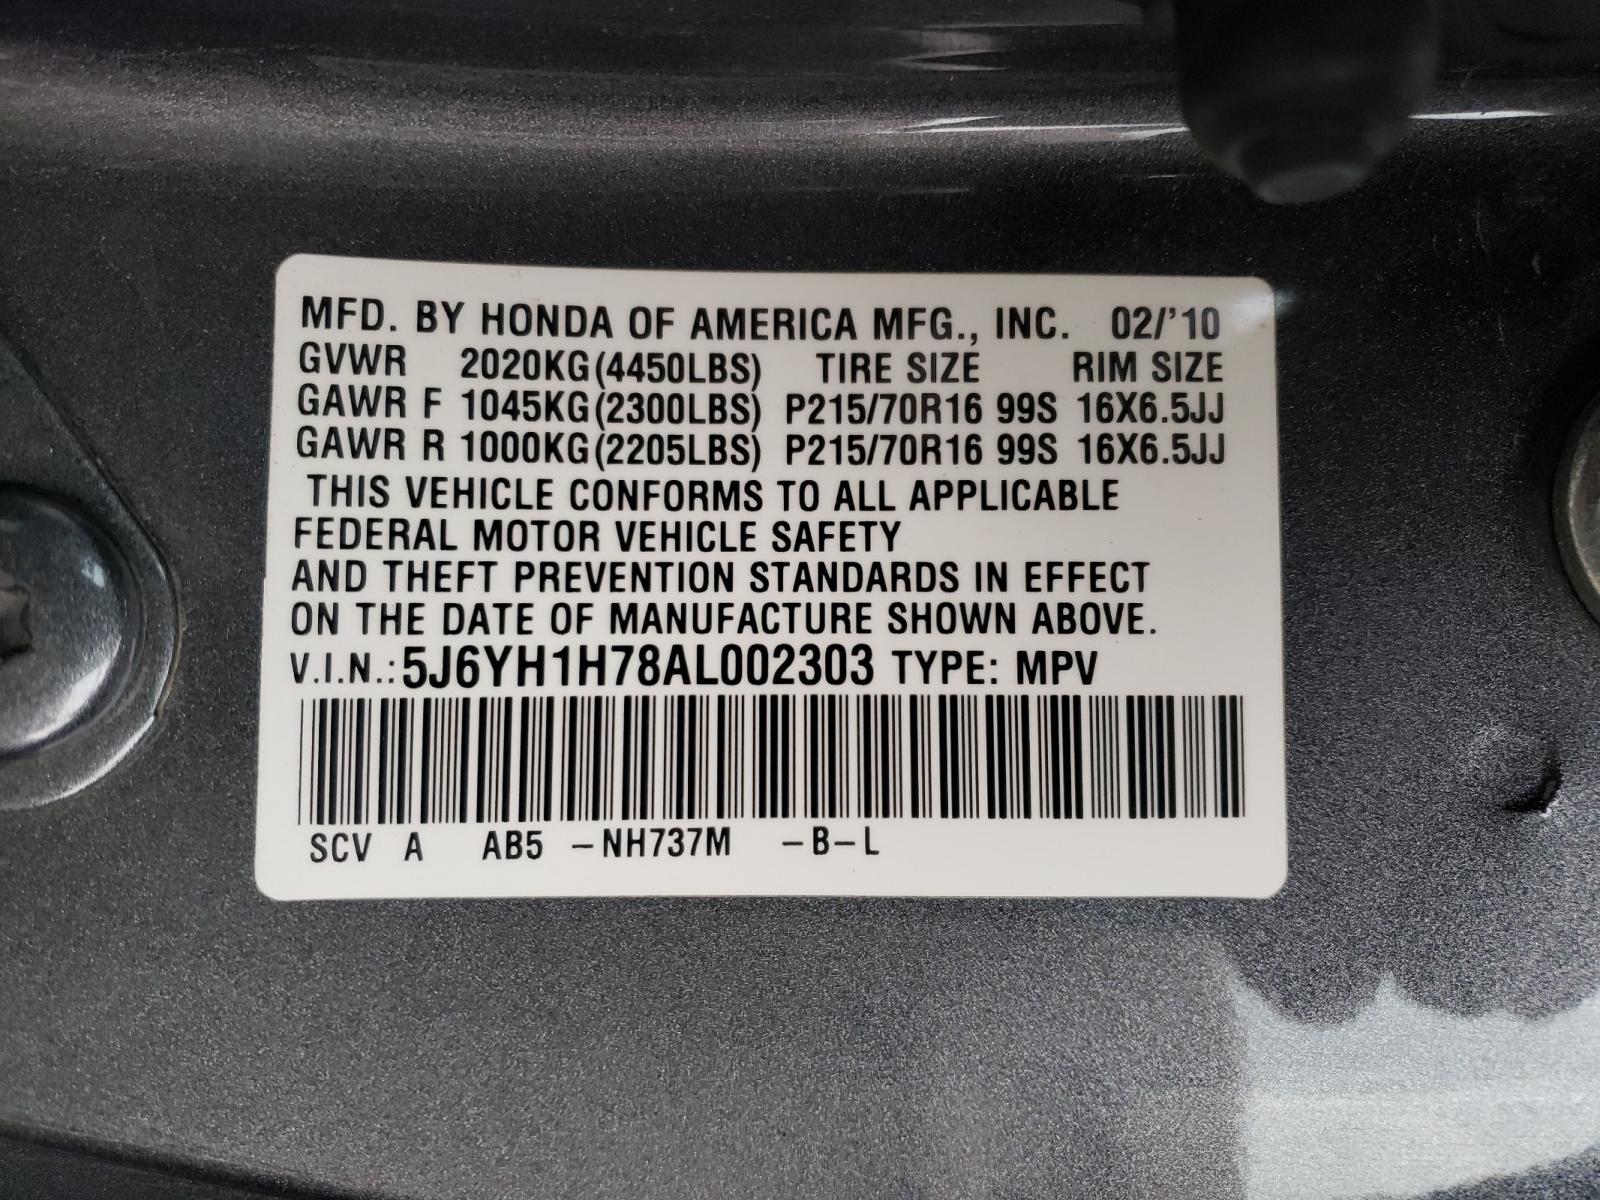 MFD. BY HONDA OF AMERICA MFG., INC. 02/'10
GVWR 2020KG(4450LBS) TIRE SIZE RIM SIZE
GAWR F 1045KG(2300LBS) P215/70R16 99S 16X6.5JJ
GAWR R 1000KG(2205LBS) P215/70R16 99S 16X6.5JJ
THIS VEHICLE CONFORMS TO ALL APPLICABLE
FEDERAL MOTOR VEHICLE SAFETY
AND THEFT PREVENTION STANDARDS IN EFFECT
ON THE DATE OF MANUFACTURE SHOWN ABOVE.
V.I.N.: 5J6YH1H78AL002303 TYPE: MPV
SCV A AB5 -NH737M -B-L